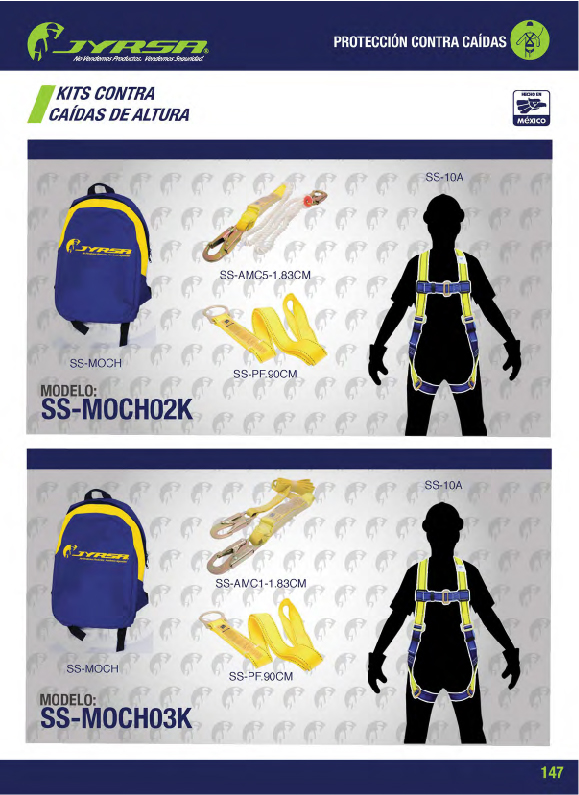 JYRSA®
No Vendemos Productos. Vendemos Seguridad.
PROTECCIÓN CONTRA CAÍDAS
KITS CONTRA
CAÍDAS DE ALTURA
HECHO EN
MÉXICO
SS-10A
JYRSA
SS-AMC5-1.83CM
SS-MOCH
SS-PF.90CM
MODELO:
SS-MOCH02K
SS-10A
JYRSA
SS-AMC1-1.83CM
SS-MOCH
SS-PF.90CM
MODELO:
SS-MOCH03K
147